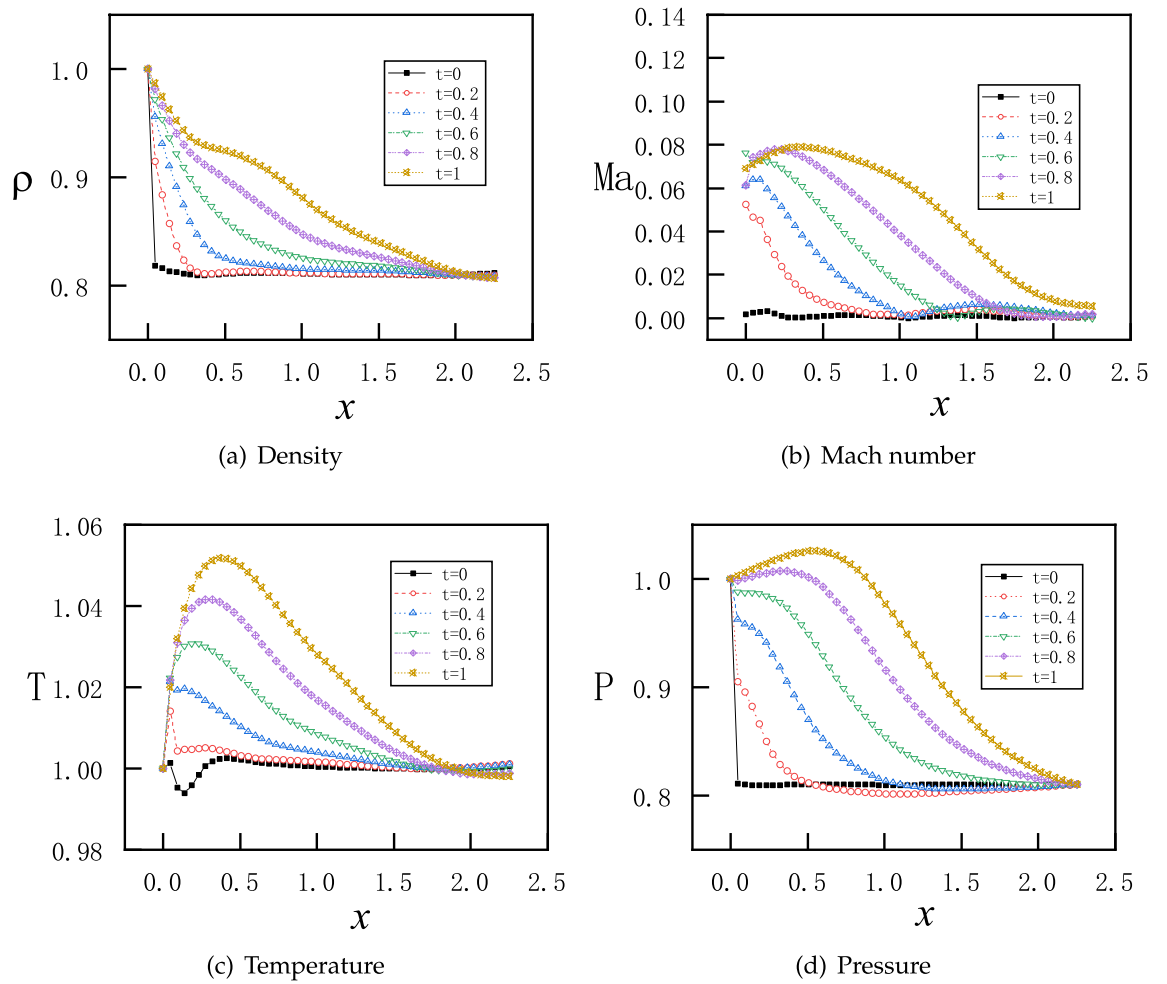 ρ
1.0
0.9
0.8
t=0
t=0.2
t=0.4
t=0.6
t=0.8
t=1
0.0 0.5 1.0 1.5 2.0 2.5
x
(a) Density
Ma
0.14
0.12
0.10
0.08
0.06
0.04
0.02
0.00
t=0
t=0.2
t=0.4
t=0.6
t=0.8
t=1
0.0 0.5 1.0 1.5 2.0 2.5
x
(b) Mach number
T
1.06
1.04
1.02
1.00
0.98
t=0
t=0.2
t=0.4
t=0.6
t=0.8
t=1
0.0 0.5 1.0 1.5 2.0 2.5
x
(c) Temperature
P
1.0
0.9
0.8
t=0
t=0.2
t=0.4
t=0.6
t=0.8
t=1
0.0 0.5 1.0 1.5 2.0 2.5
x
(d) Pressure